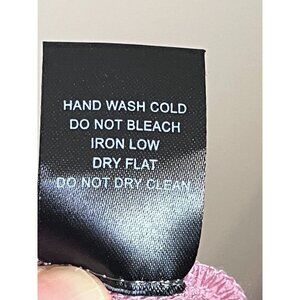 HAND WASH COLD
DO NOT BLEACH
IRON LOW
DRY FLAT
DO NOT DRY CLEAN